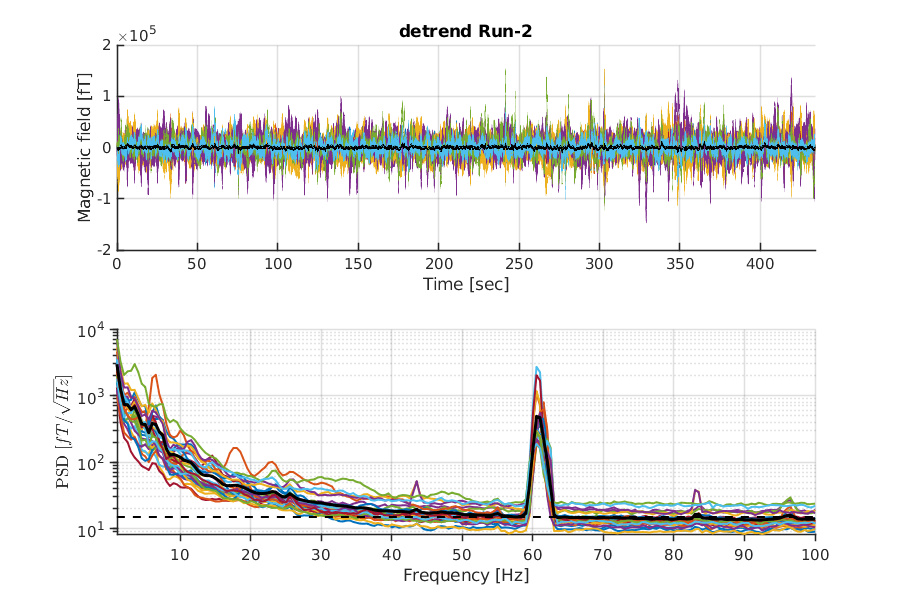 detrend Run-2
×10^5
2
1
0
-1
-2
Magnetic field [fT]
0 50 100 150 200 250 300 350 400
Time [sec]
10^4
10^3
10^2
10^1
PSD [fT/√Hz]
10 20 30 40 50 60 70 80 90 100
Frequency [Hz]